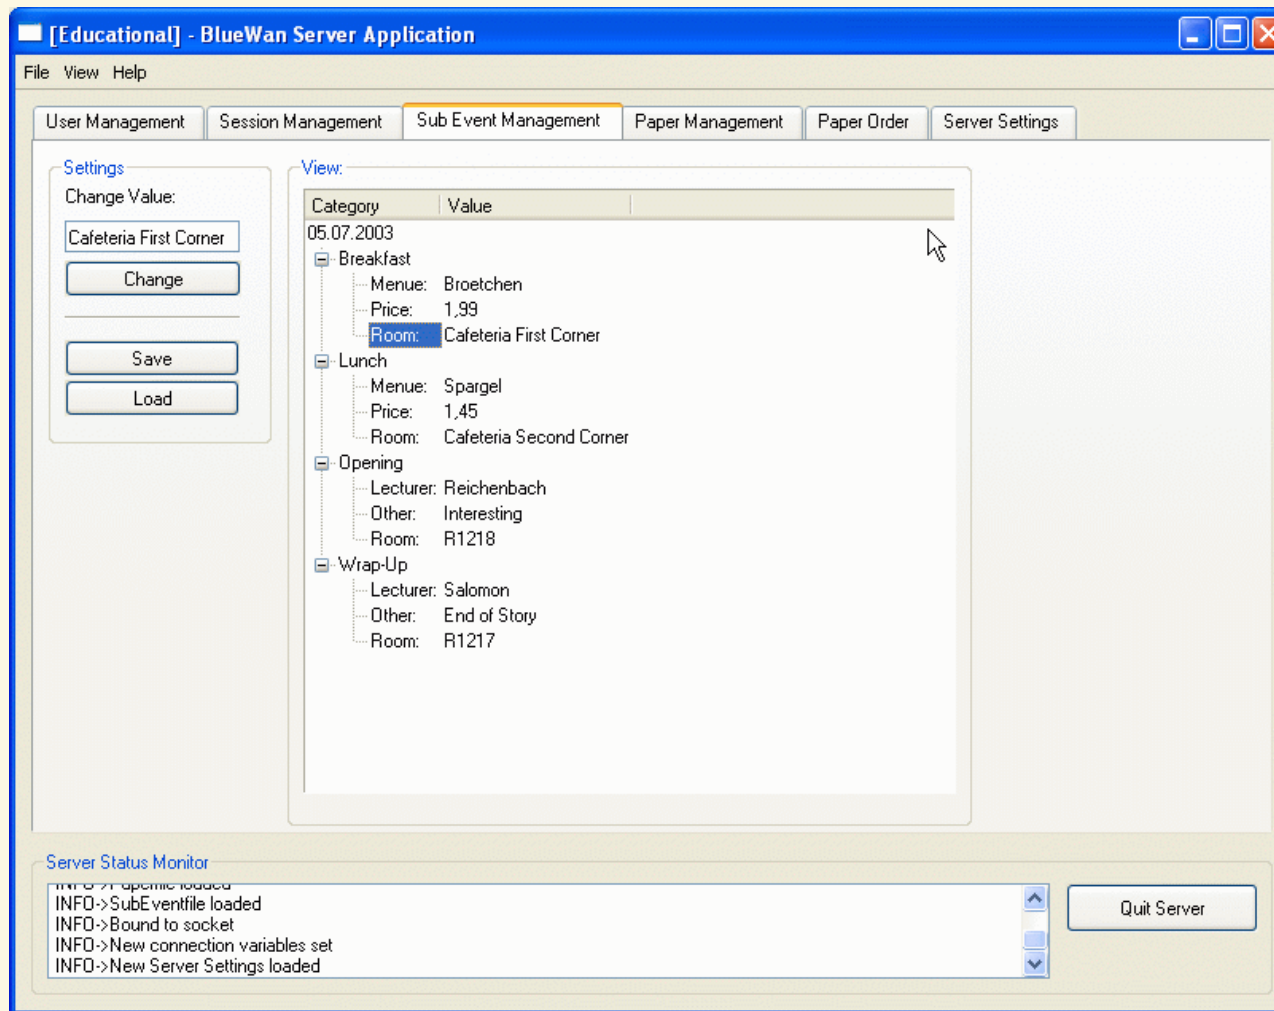 [Educational] - BlueWan Server Application
File View Help
User Management Session Management Sub Event Management Paper Management Paper Order Server Settings
Settings
Change Value:
Cafeteria First Corner
Change
Save
Load
View:
Category Value
05.07.2003
Breakfast
Menue: Broetchen
Price: 1,99
Room: Cafeteria First Corner
Lunch
Menue: Spargel
Price: 1,45
Room: Cafeteria Second Corner
Opening
Lecturer: Reichenbach
Other: Interesting
Room: R1218
Wrap-Up
Lecturer: Salomon
Other: End of Story
Room: R1217
Server Status Monitor
loaded
INFO->SubEventfile loaded
INFO->Bound to socket
INFO->New connection variables set
INFO->New Server Settings loaded
Quit Server